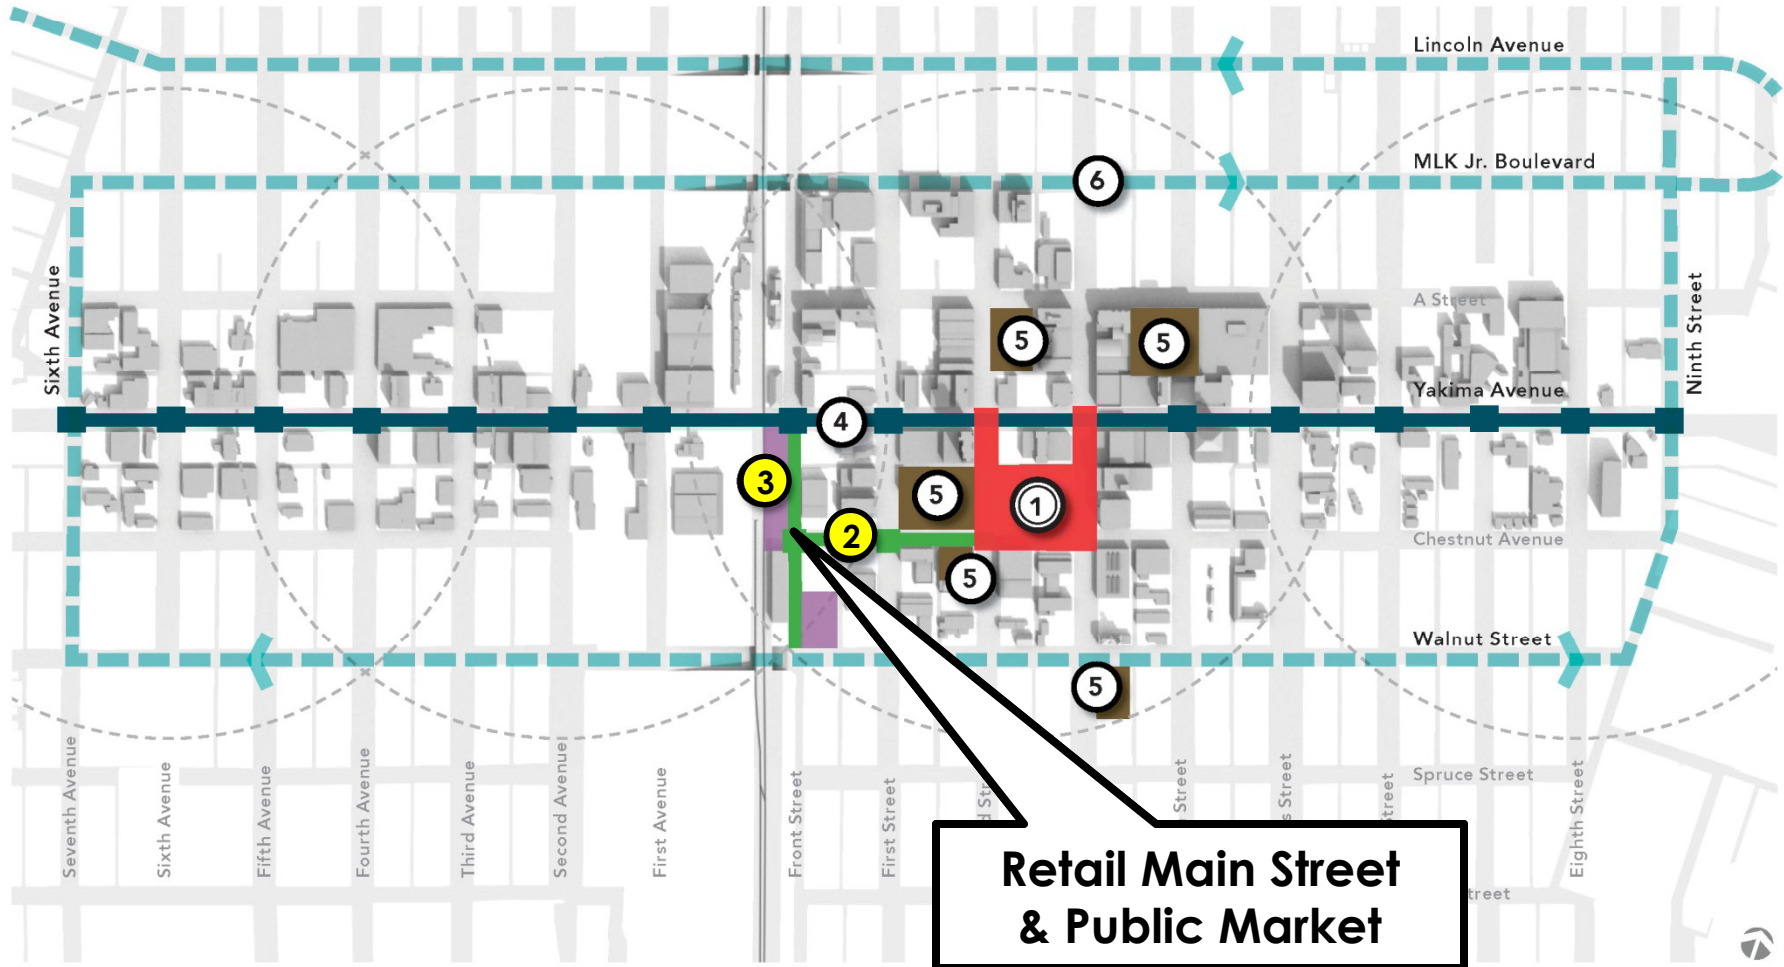 Lincoln Avenue
MLK Jr. Boulevard
6
Sixth Avenue
A Street
Ninth Street
5
5
Yakima Avenue
4
3
5
1
2
Chestnut Avenue
5
Walnut Street
5
Seventh Avenue
Sixth Avenue
Fifth Avenue
Fourth Avenue
Third Avenue
Second Avenue
First Avenue
Front Street
First Street
Street
Street
Spruce Street
Eighth Street
Retail Main Street
& Public Market